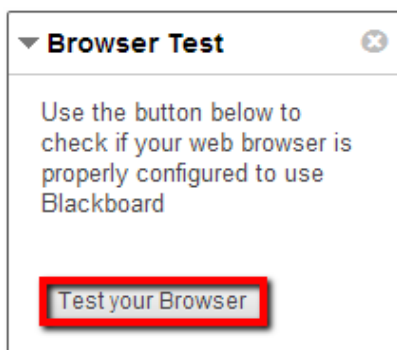 Browser Test
Use the button below to
check if your web browser is
properly configured to use
Blackboard
Test your Browser